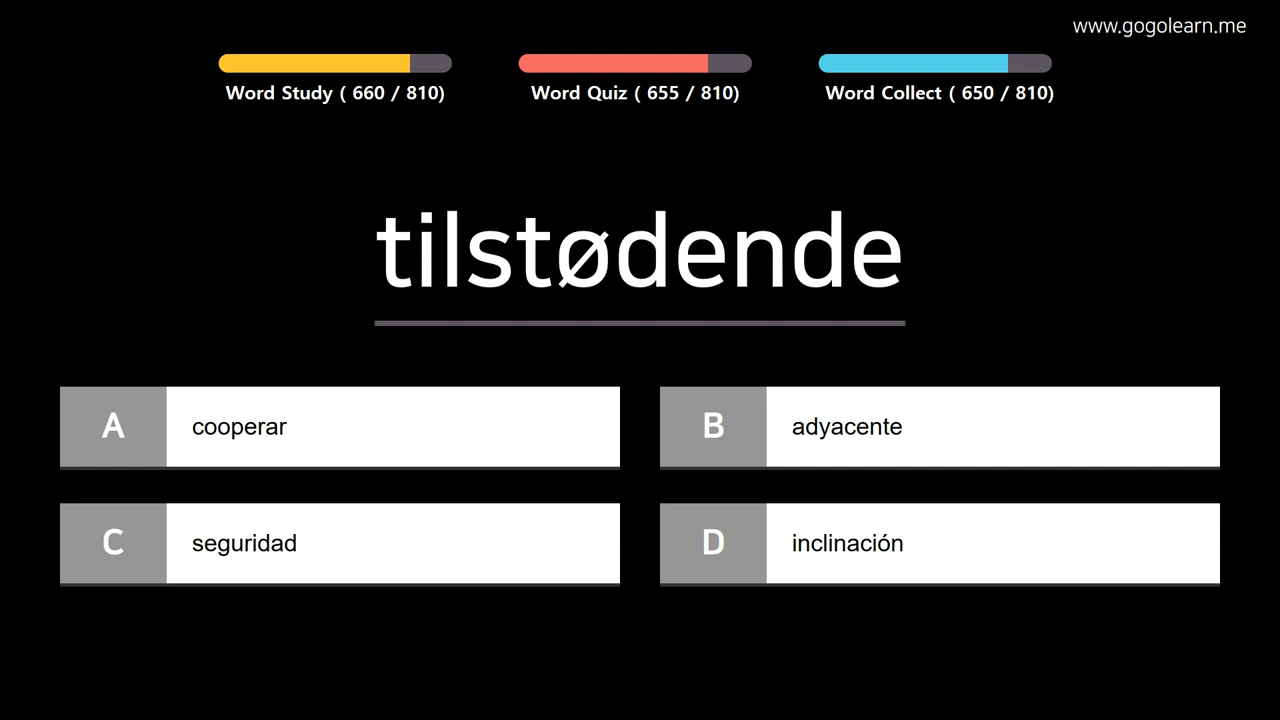 www.gogolearn.me
Word Study ( 660 / 810)
Word Quiz ( 655 / 810)
Word Collect ( 650 / 810)
tilstødende
A cooperar
B adyacente
C seguridad
D inclinación